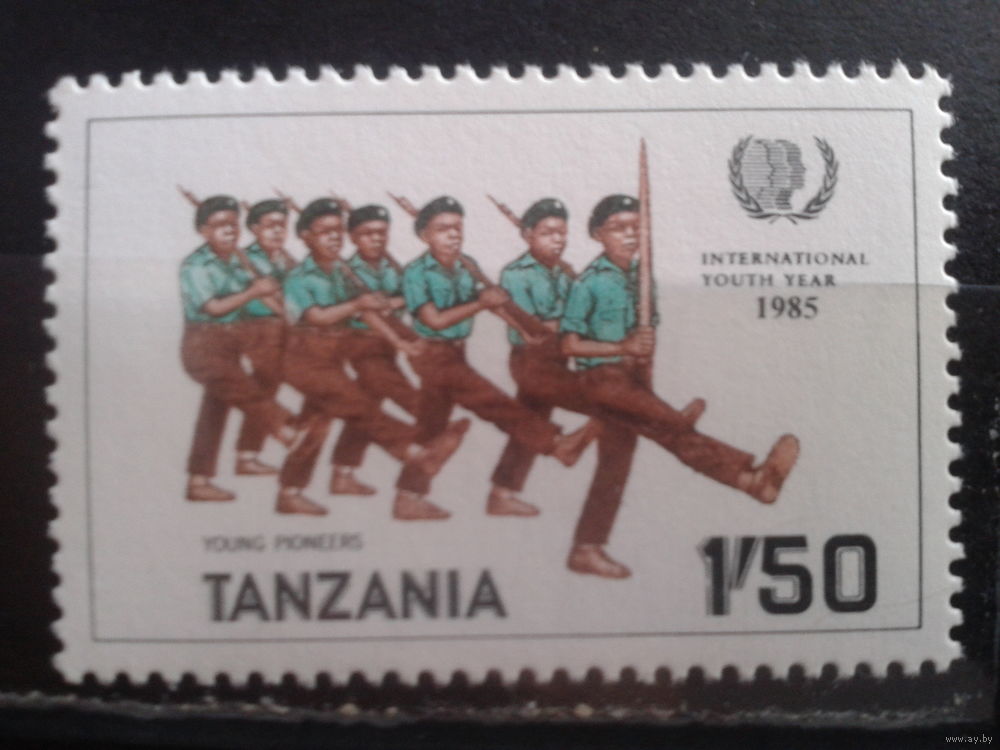 INTERNATIONAL
YOUTH YEAR
1985
YOUNG PIONEERS
TANZANIA
1/50
www.ay.by